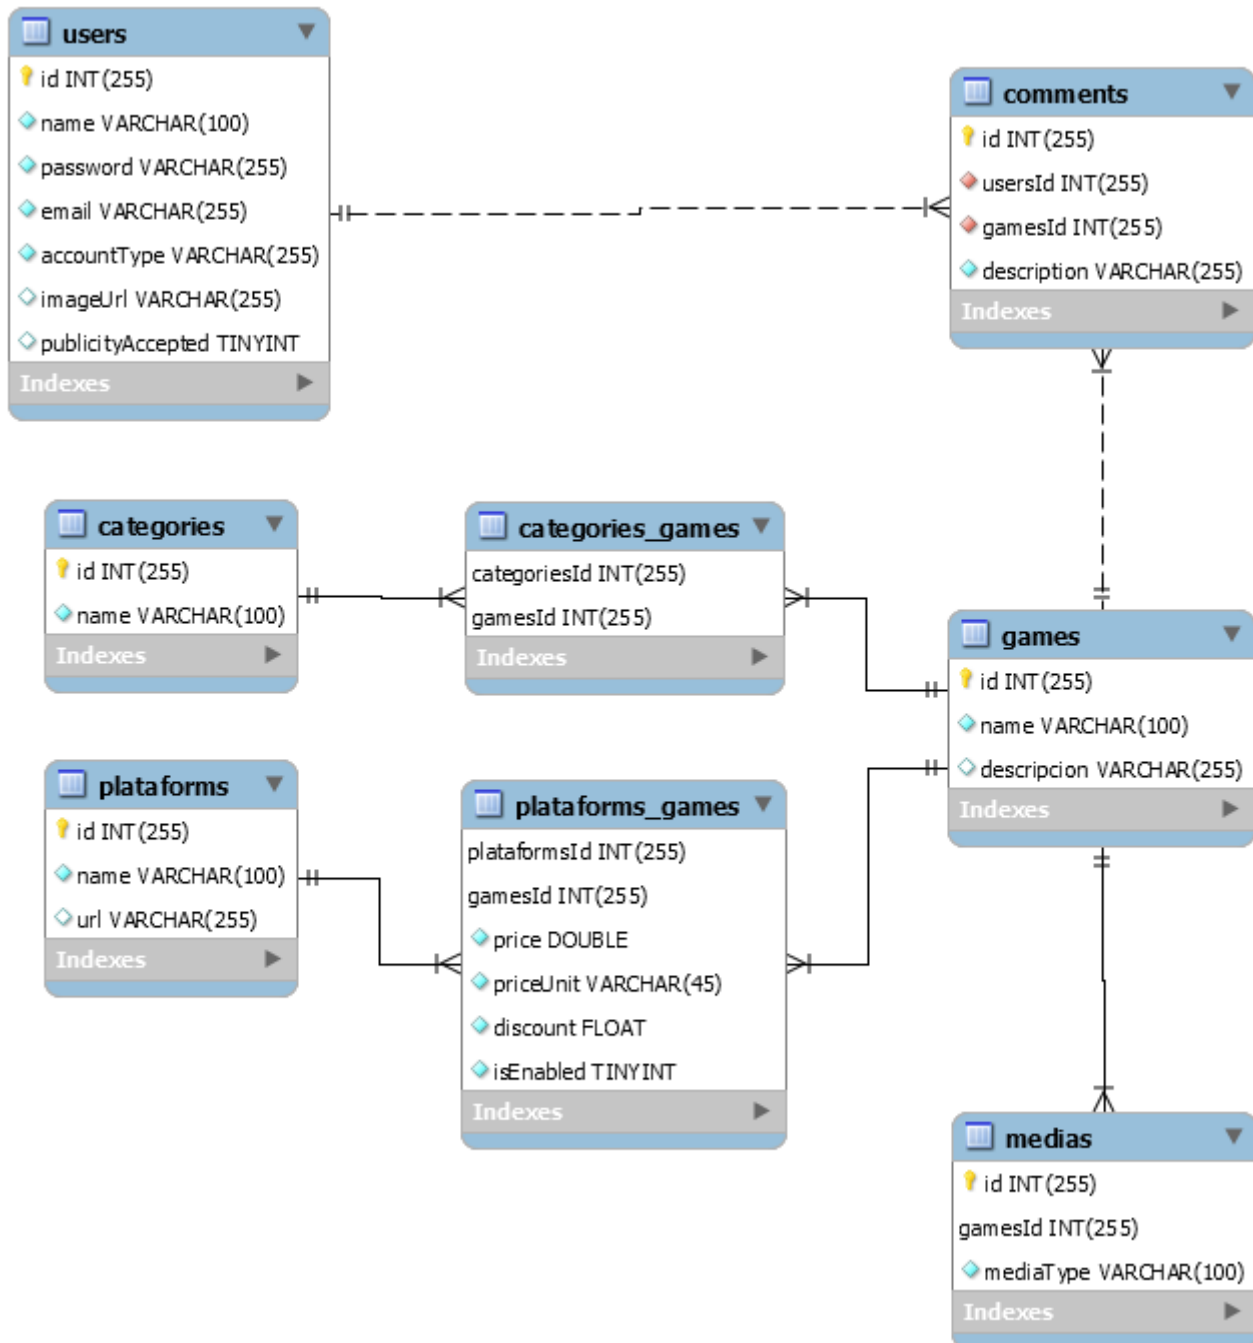 users
id INT(255)
name VARCHAR(100)
password VARCHAR(255)
email VARCHAR(255)
accountType VARCHAR(255)
imageUrl VARCHAR(255)
publicityAccepted TINYINT
Indexes
comments
id INT(255)
usersId INT(255)
gamesId INT(255)
description VARCHAR(255)
Indexes
categories
id INT(255)
name VARCHAR(100)
Indexes
categories_games
categoriesId INT(255)
gamesId INT(255)
Indexes
games
id INT(255)
name VARCHAR(100)
descripcion VARCHAR(255)
Indexes
plataforms
id INT(255)
name VARCHAR(100)
url VARCHAR(255)
Indexes
plataforms_games
plataformsId INT(255)
gamesId INT(255)
price DOUBLE
priceUnit VARCHAR(45)
discount FLOAT
isEnabled TINYINT
Indexes
medias
id INT(255)
gamesId INT(255)
mediaType VARCHAR(100)
Indexes